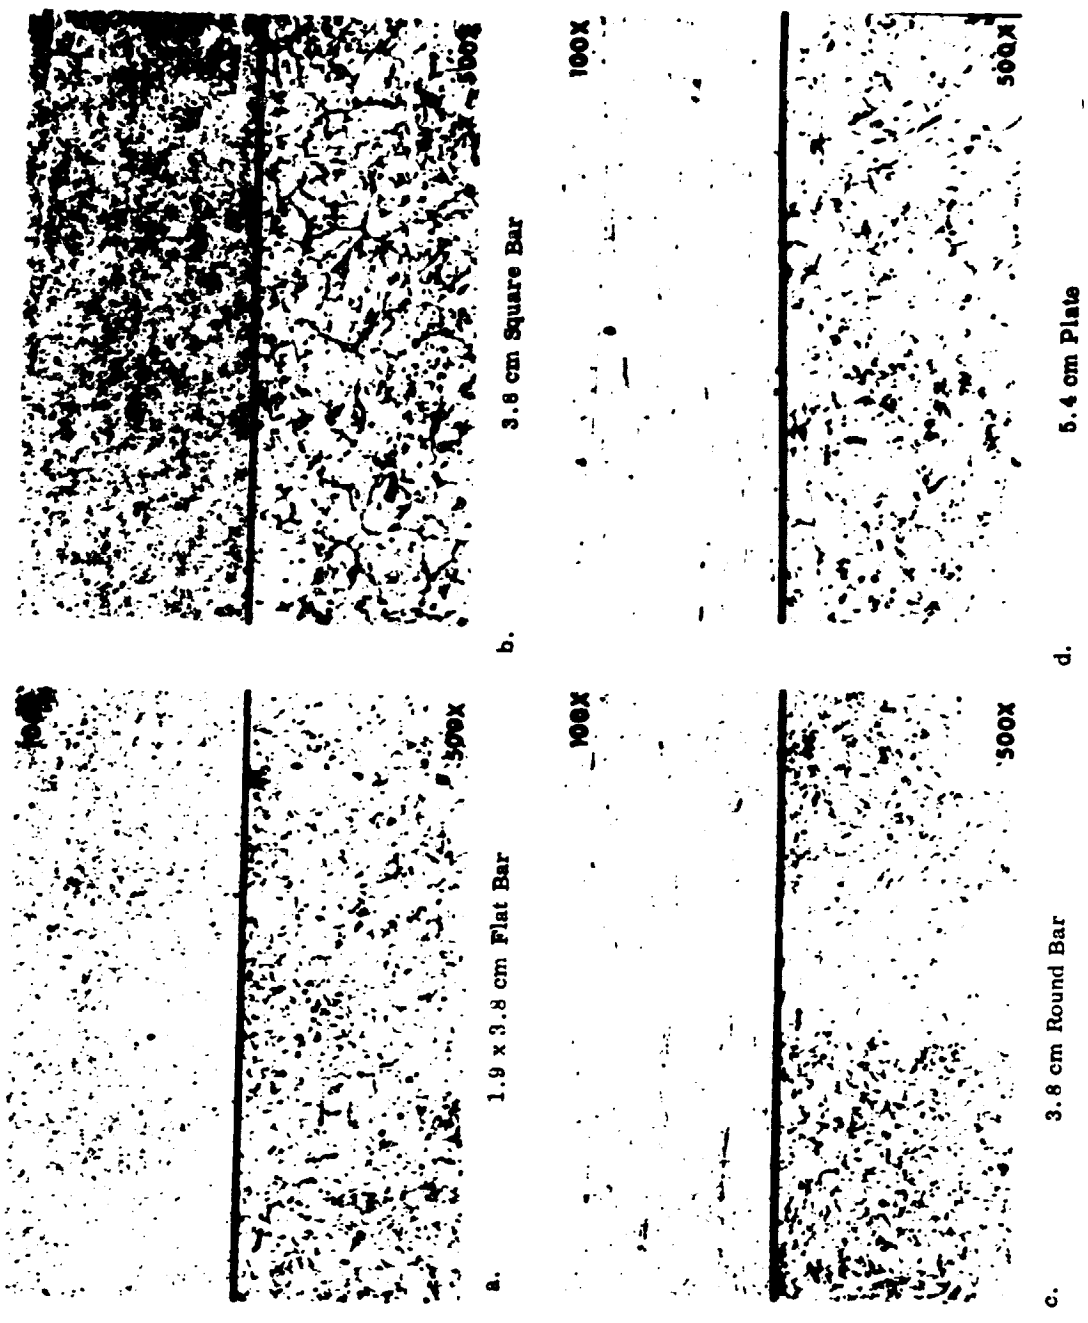 500X
a. 1.9 x 3.8 cm Flat Bar
500X
b. 3.8 cm Square Bar
100X
500X
c. 3.8 cm Round Bar
100X
500X
d. 5.4 cm Plate